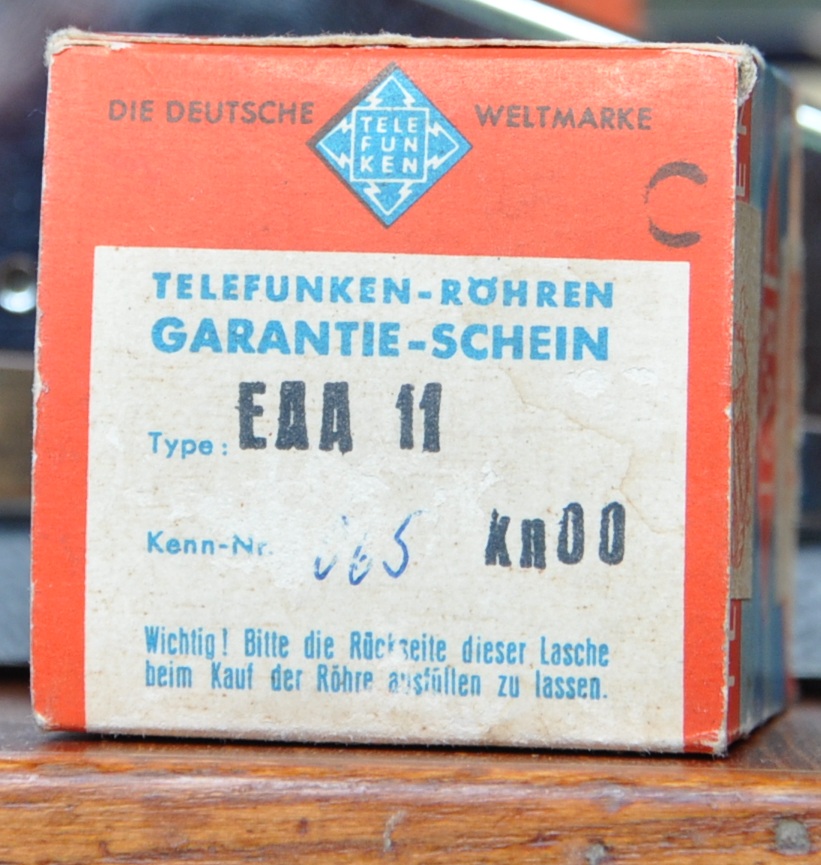 DIE DEUTSCHE WELTMARKE
TELE
FUN
KEN
C
TELEFUNKEN-RÖHREN
GARANTIE-SCHEIN
Type: EAA 11
Kenn-Nr. kn00
Wichtig! Bitte die Rückseite dieser Lasche
beim Kauf der Röhre ausfüllen zu lassen.